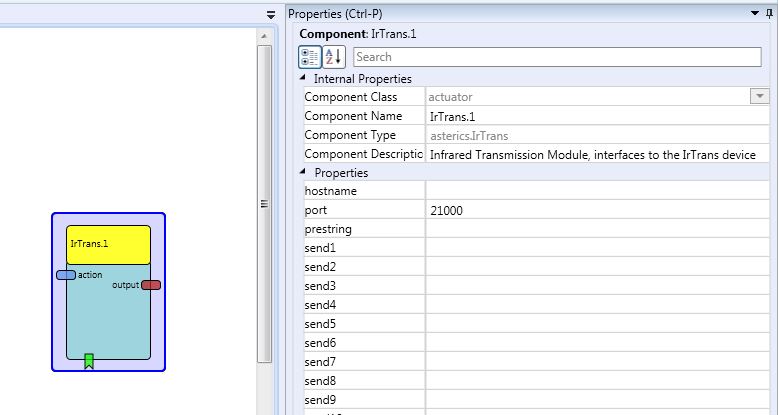 Properties (Ctrl-P)
Component: IrTrans.1
A Z
Search
Internal Properties
Component Class actuator
Component Name IrTrans.1
Component Type asterics.IrTrans
Component Descriptio Infrared Transmission Module, interfaces to the IrTrans device
Properties
hostname
port 21000
prestring
send1
send2
send3
send4
send5
send6
send7
send8
send9
IrTrans.1
action
output